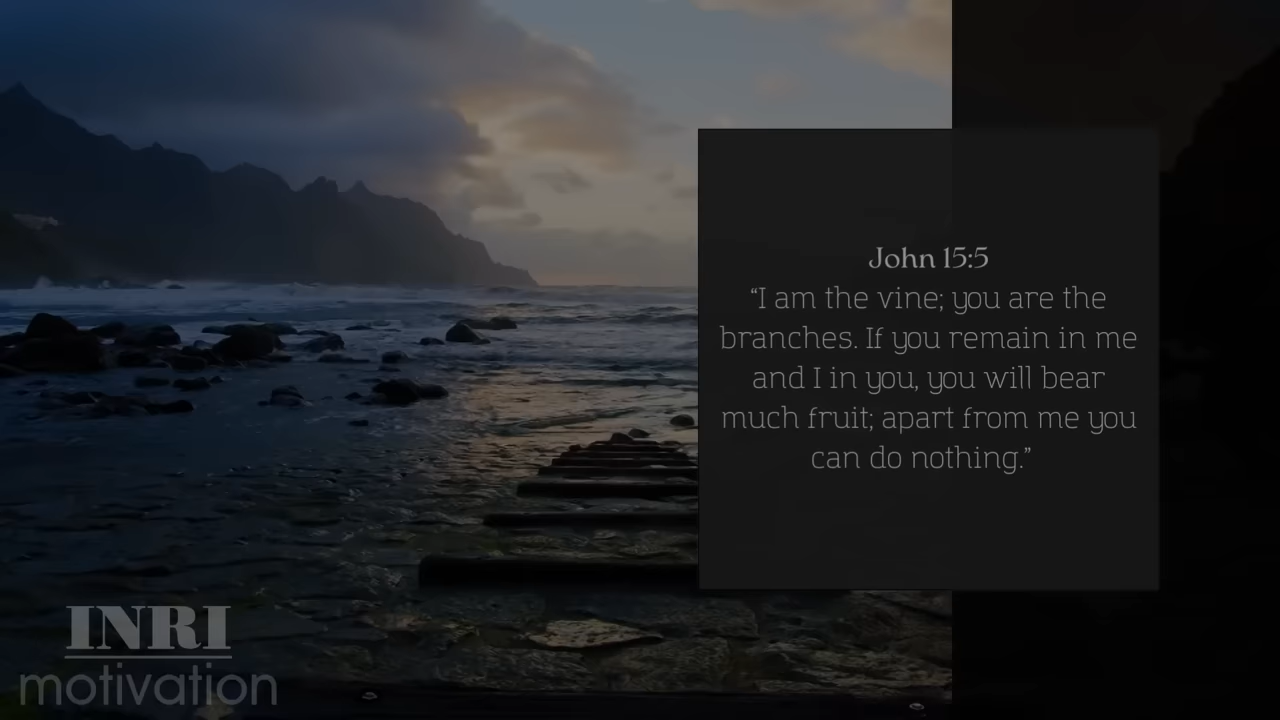 John 15:5
“I am the vine; you are the
branches. If you remain in me
and I in you, you will bear
much fruit; apart from me you
can do nothing.”
INRI
motivation